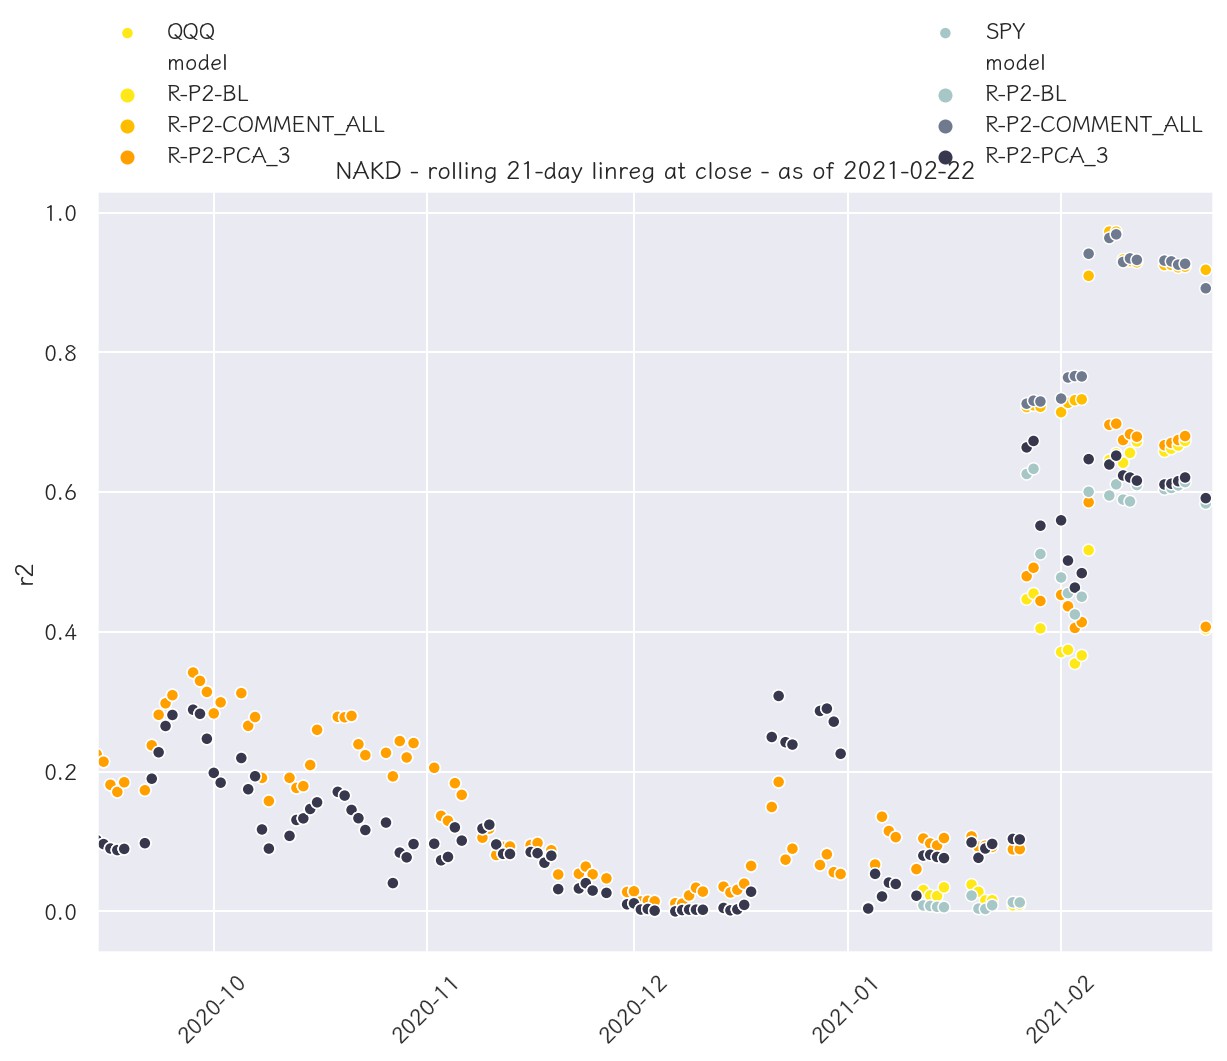 QQQ
model
R-P2-BL
R-P2-COMMENT_ALL
R-P2-PCA_3
SPY
model
R-P2-BL
R-P2-COMMENT_ALL
R-P2-PCA_3
NAKD - rolling 21-day linreg at close - as of 2021-02-22
1.0
0.8
0.6
0.4
0.2
0.0
r2
2020-10
2020-11
2020-12
2021-01
2021-02